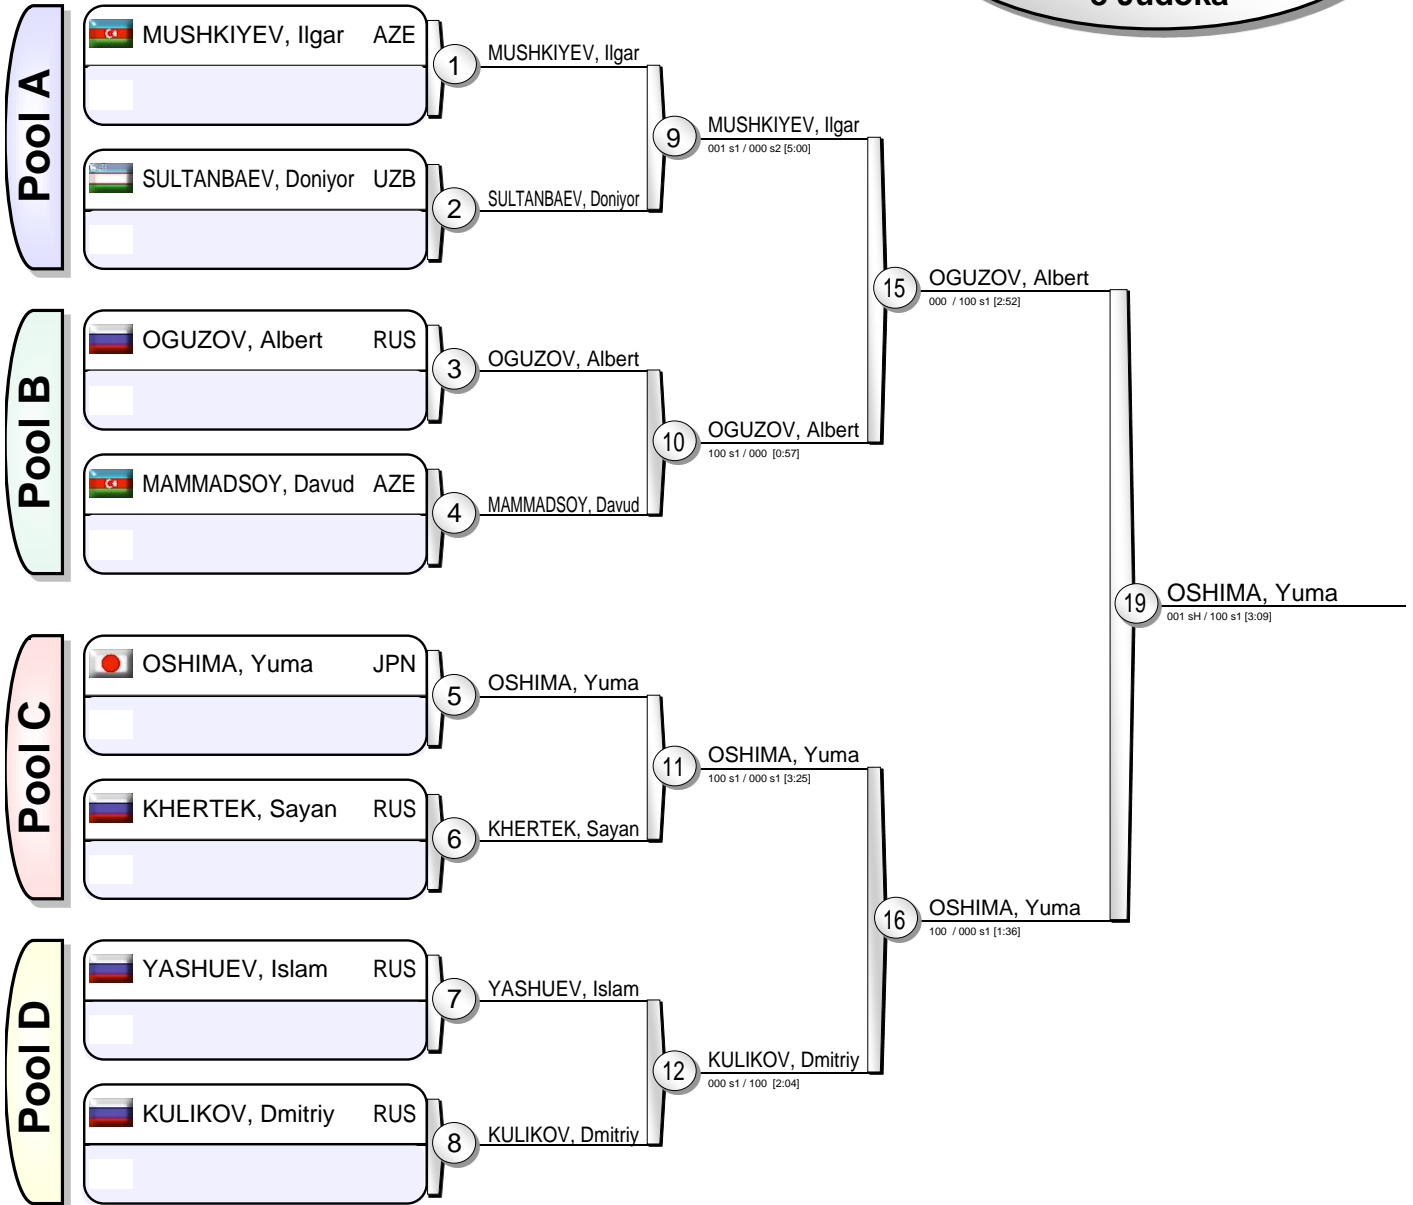 8 Judoka
Pool A
MUSHKIYEV, Ilgar AZE
1
MUSHKIYEV, Ilgar
SULTANBAEV, Doniyor UZB
2
SULTANBAEV, Doniyor
9
MUSHKIYEV, Ilgar
001 s1 / 000 s2 [5:00]
Pool B
OGUZOV, Albert RUS
3
OGUZOV, Albert
MAMMADSOY, Davud AZE
4
MAMMADSOY, Davud
10
OGUZOV, Albert
100 s1 / 000 [0:57]
15
OGUZOV, Albert
000 / 100 s1 [2:52]
Pool C
OSHIMA, Yuma JPN
5
OSHIMA, Yuma
KHERTEK, Sayan RUS
6
KHERTEK, Sayan
11
OSHIMA, Yuma
100 s1 / 000 s1 [3:25]
Pool D
YASHUEV, Islam RUS
7
YASHUEV, Islam
KULIKOV, Dmitriy RUS
8
KULIKOV, Dmitriy
12
KULIKOV, Dmitriy
000 s1 / 100 [2:04]
16
OSHIMA, Yuma
100 / 000 s1 [1:36]
19
OSHIMA, Yuma
001 sH / 100 s1 [3:09]